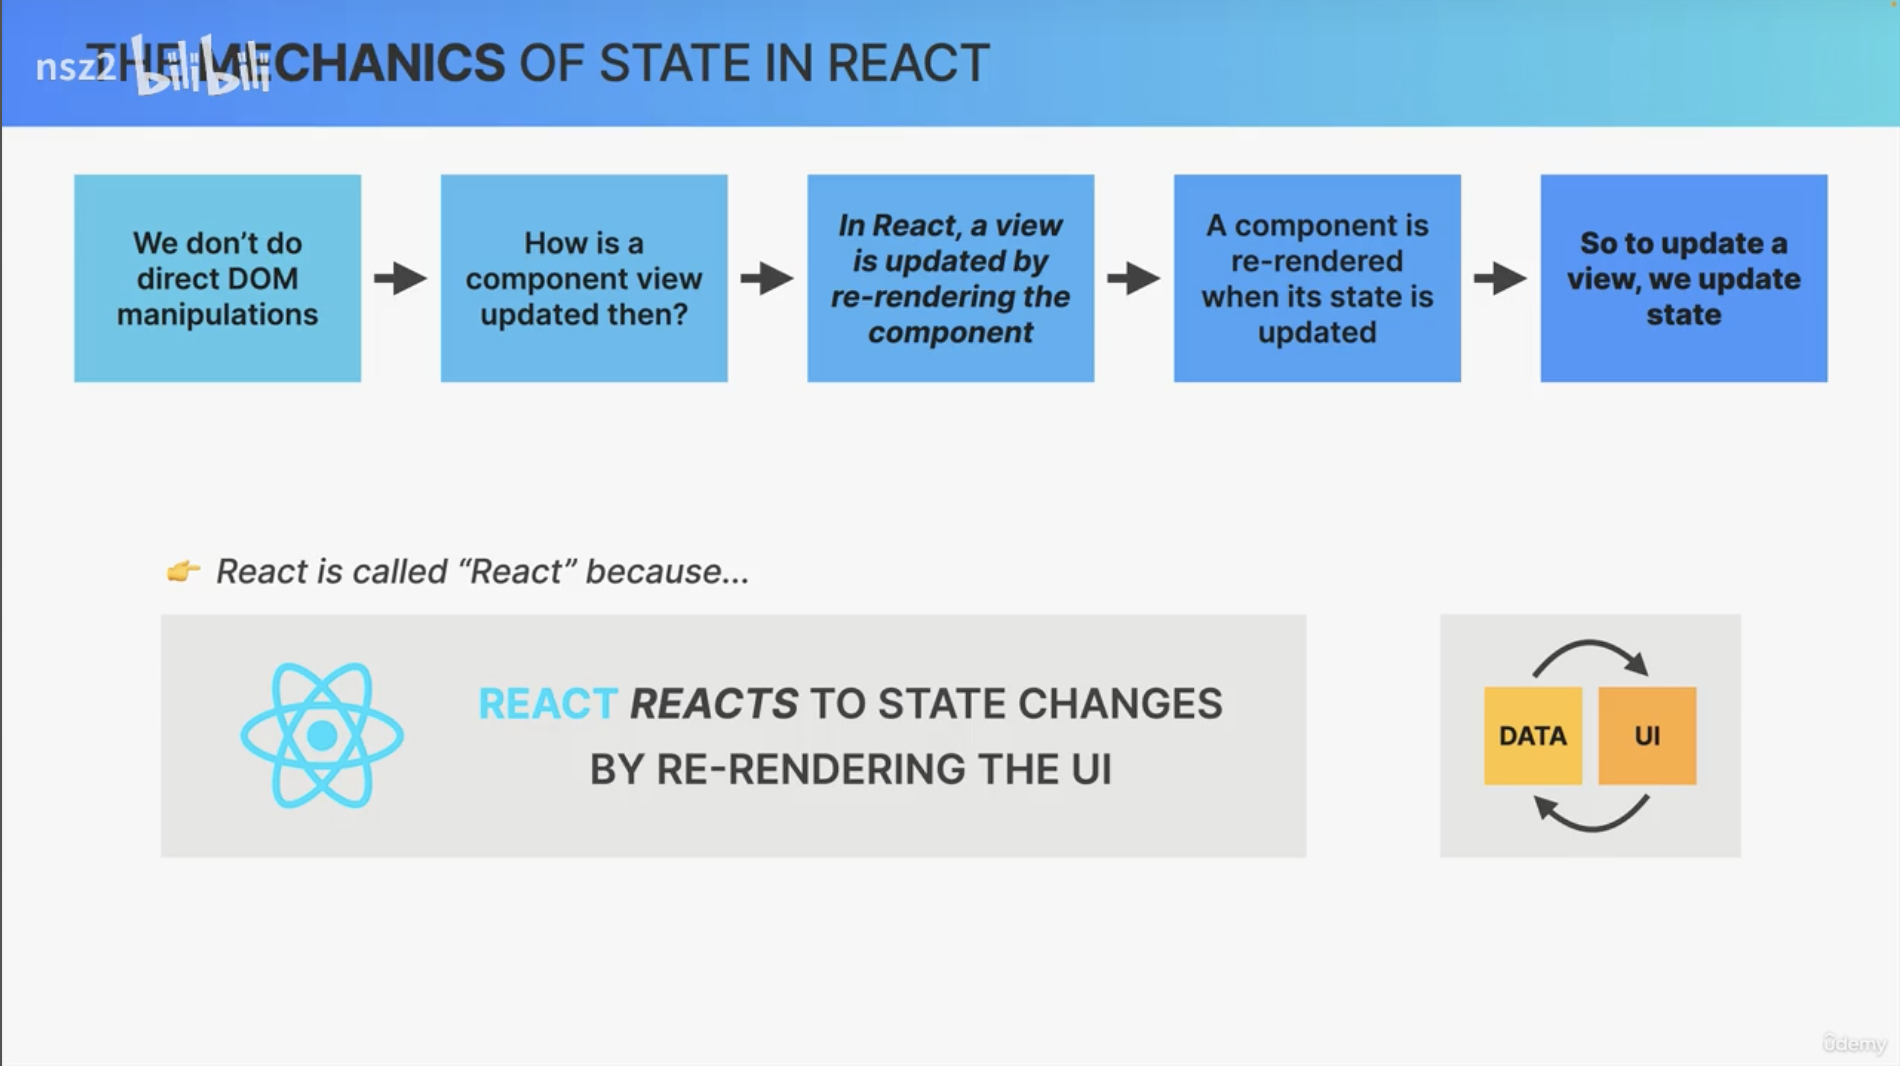 THE MECHANICS OF STATE IN REACT
nsz2 bilibili
We don't do
direct DOM
manipulations
How is a
component view
updated then?
In React, a view
is updated by
re-rendering the
component
A component is
re-rendered
when its state is
updated
So to update a
view, we update
state
👉 React is called “React” because...
REACT REACTS TO STATE CHANGES
BY RE-RENDERING THE UI
DATA
UI
ûdemy